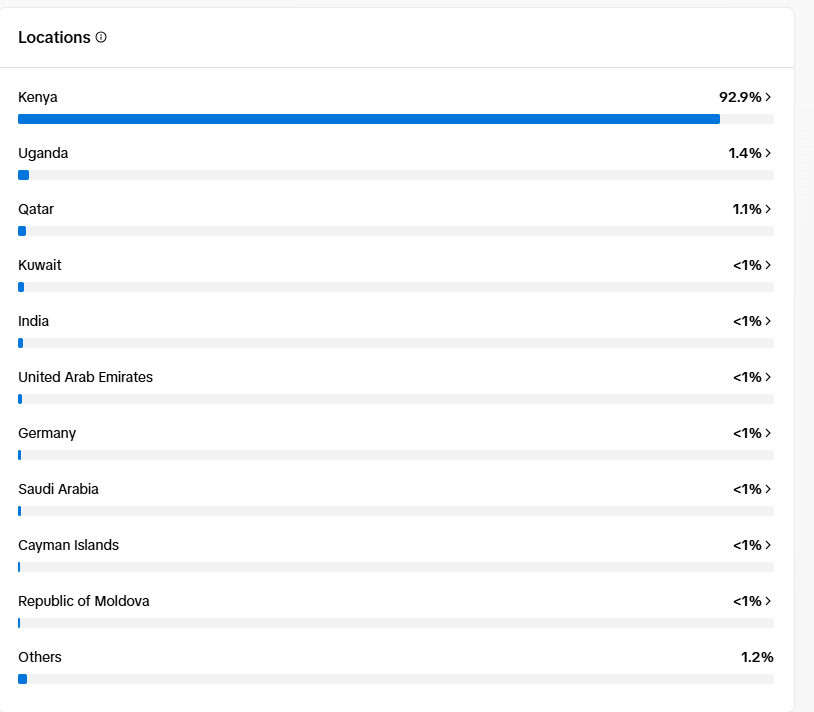 Locations
Kenya 92.9%
Uganda 1.4%
Qatar 1.1%
Kuwait <1%
India <1%
United Arab Emirates <1%
Germany <1%
Saudi Arabia <1%
Cayman Islands <1%
Republic of Moldova <1%
Others 1.2%